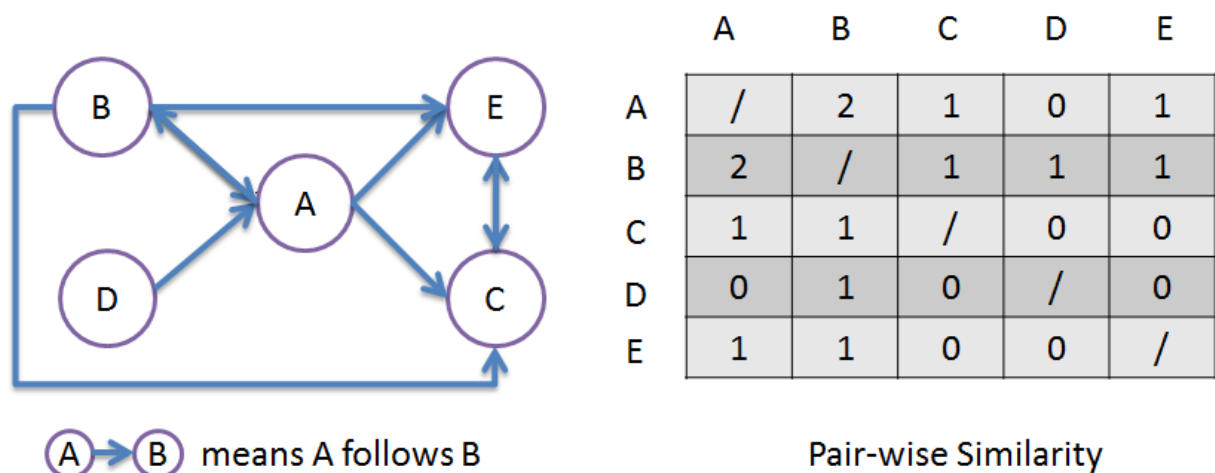 A B C D E
B E
A / 2 1 0 1
B 2 / 1 1 1
A
C 1 1 / 0 0
D C
D 0 1 0 / 0
E 1 1 0 0 /
A B means A follows B
Pair-wise Similarity